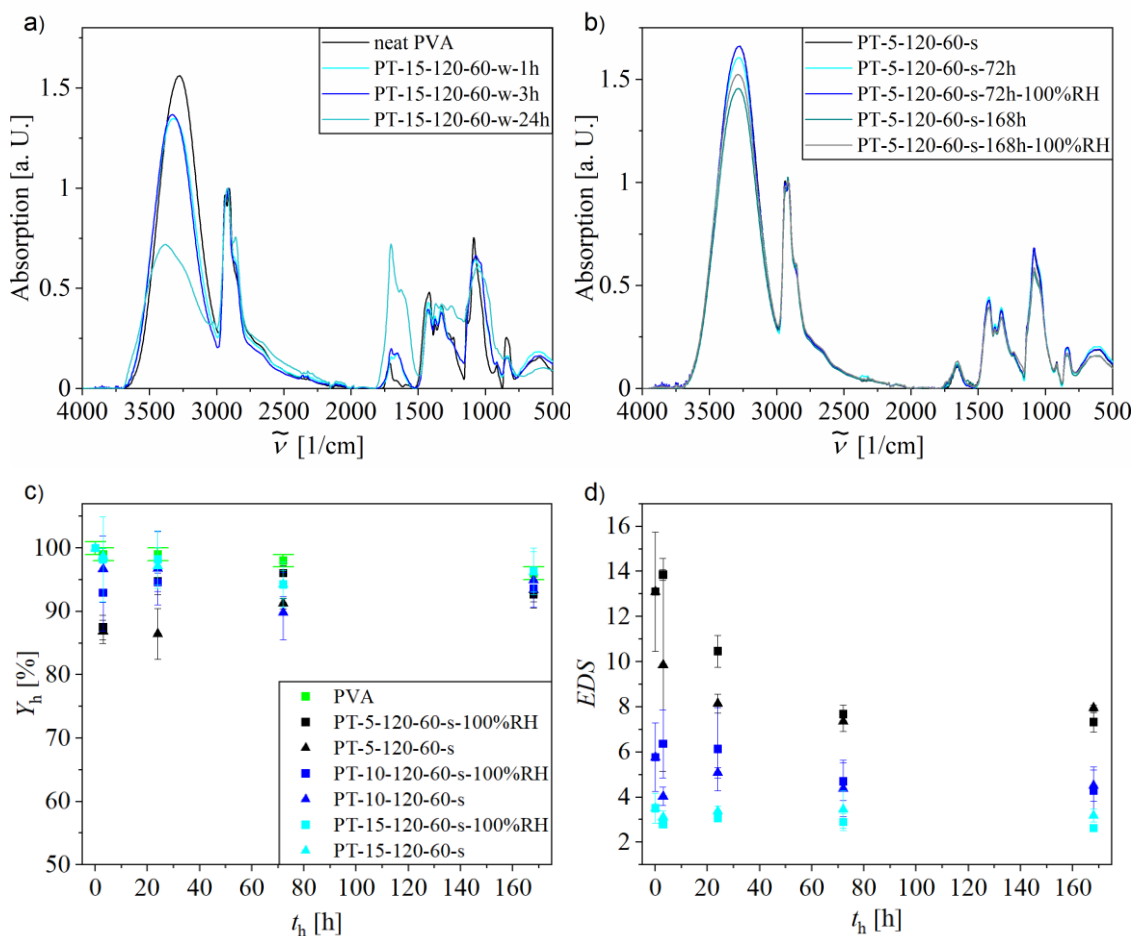 a)
neat PVA
PT-15-120-60-w-1h
PT-15-120-60-w-3h
PT-15-120-60-w-24h
Absorption [a. U.]
1.5
1
0.5
0
4000 3500 3000 2500 2000 1500 1000 500
ν̃ [1/cm]
b)
PT-5-120-60-s
PT-5-120-60-s-72h
PT-5-120-60-s-72h-100%RH
PT-5-120-60-s-168h
PT-5-120-60-s-168h-100%RH
Absorption [a. U.]
1.5
1
0.5
0
4000 3500 3000 2500 2000 1500 1000 500
ν̃ [1/cm]
c)
Yh [%]
100
90
80
70
60
50
PVA
PT-5-120-60-s-100%RH
PT-5-120-60-s
PT-10-120-60-s-100%RH
PT-10-120-60-s
PT-15-120-60-s-100%RH
PT-15-120-60-s
0 20 40 60 80 100 120 140 160
th [h]
d)
EDS
16
14
12
10
8
6
4
2
0 20 40 60 80 100 120 140 160
th [h]